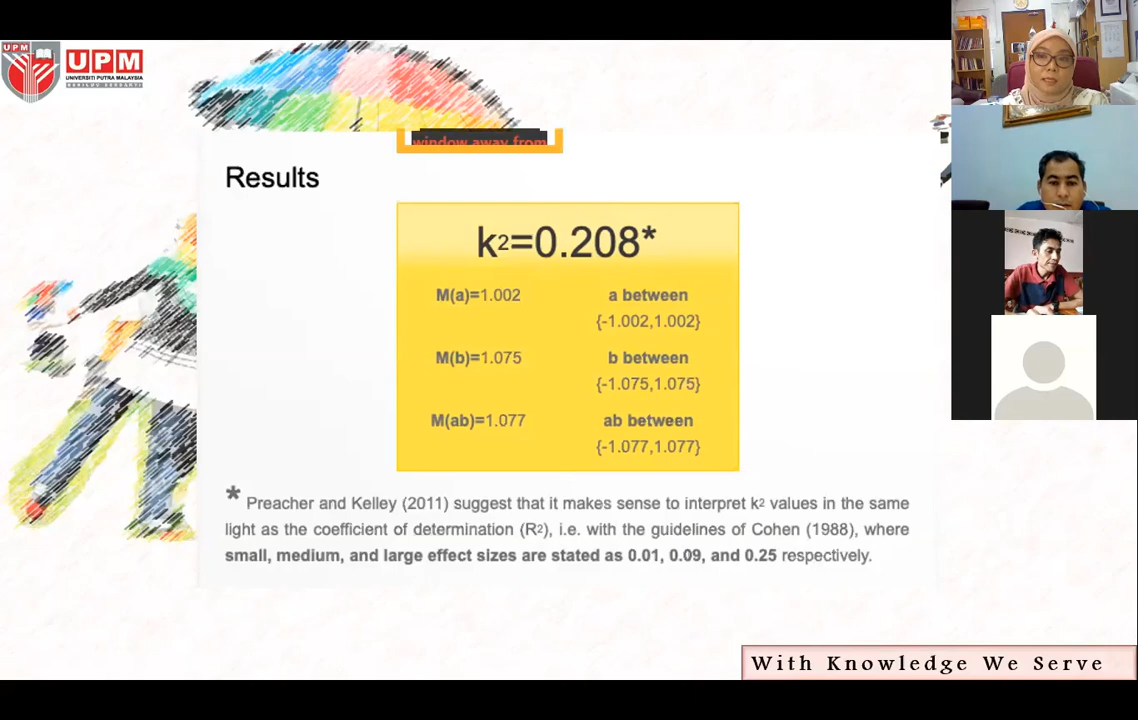 UPM
UPM
UNIVERSITI PUTRA MALAYSIA
BERILMU BERBAKTI
window away from
Results
k²=0.208*
M(a)=1.002
a between
{-1.002,1.002}
M(b)=1.075
b between
{-1.075,1.075}
M(ab)=1.077
ab between
{-1.077,1.077}
* Preacher and Kelley (2011) suggest that it makes sense to interpret k² values in the same
light as the coefficient of determination (R²), i.e. with the guidelines of Cohen (1988), where
small, medium, and large effect sizes are stated as 0.01, 0.09, and 0.25 respectively.
With Knowledge We Serve